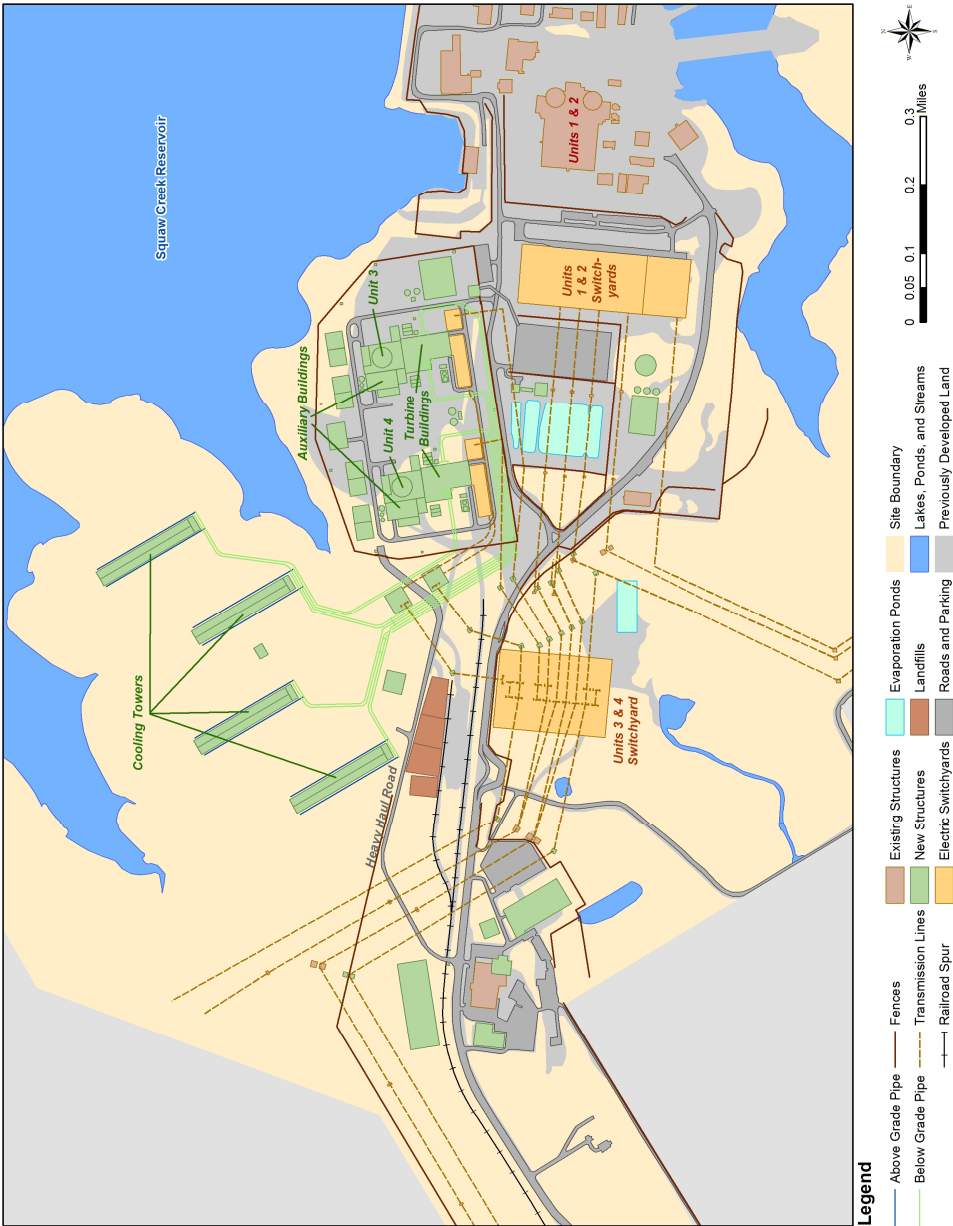 Squaw Creek Reservoir
Units 1 & 2
Unit 3
Auxiliary Buildings
Unit 4
Turbine
Buildings
Units
1 & 2
Switch-
yards
Cooling Towers
Units 3 & 4
Switchyard
Heavy Haul Road
Legend
Above Grade Pipe
Below Grade Pipe
Fences
Transmission Lines
Railroad Spur
Existing Structures
New Structures
Electric Switchyards
Evaporation Ponds
Landfills
Roads and Parking
Site Boundary
Lakes, Ponds, and Streams
Previously Developed Land
0 0.05 0.1 0.2 0.3
Miles
N
E
S
W